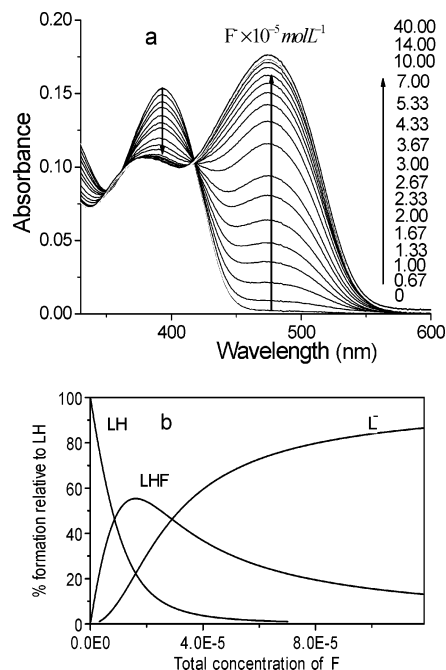 a
F⁻×10⁻⁵molL⁻¹
40.00
14.00
10.00
7.00
5.33
4.33
3.67
3.00
2.67
2.33
2.00
1.67
1.33
1.00
0.67
0
0.20
0.15
0.10
0.05
0.00
Absorbance
400
500
600
Wavelength (nm)
b
LH
LHF
L⁻
100
80
60
40
20
0
% formation relative to LH
0.0E0
4.0E-5
8.0E-5
Total concentration of F